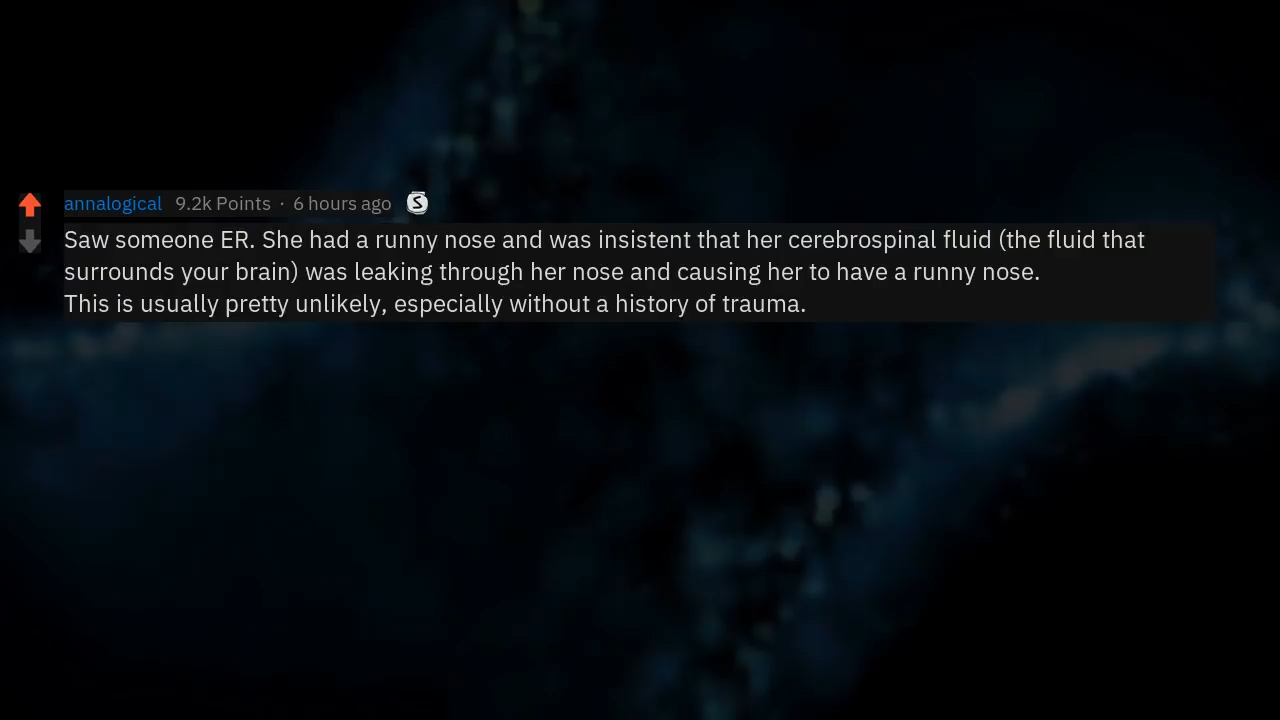 annalogical 9.2k Points · 6 hours ago S
Saw someone ER. She had a runny nose and was insistent that her cerebrospinal fluid (the fluid that
surrounds your brain) was leaking through her nose and causing her to have a runny nose.
This is usually pretty unlikely, especially without a history of trauma.